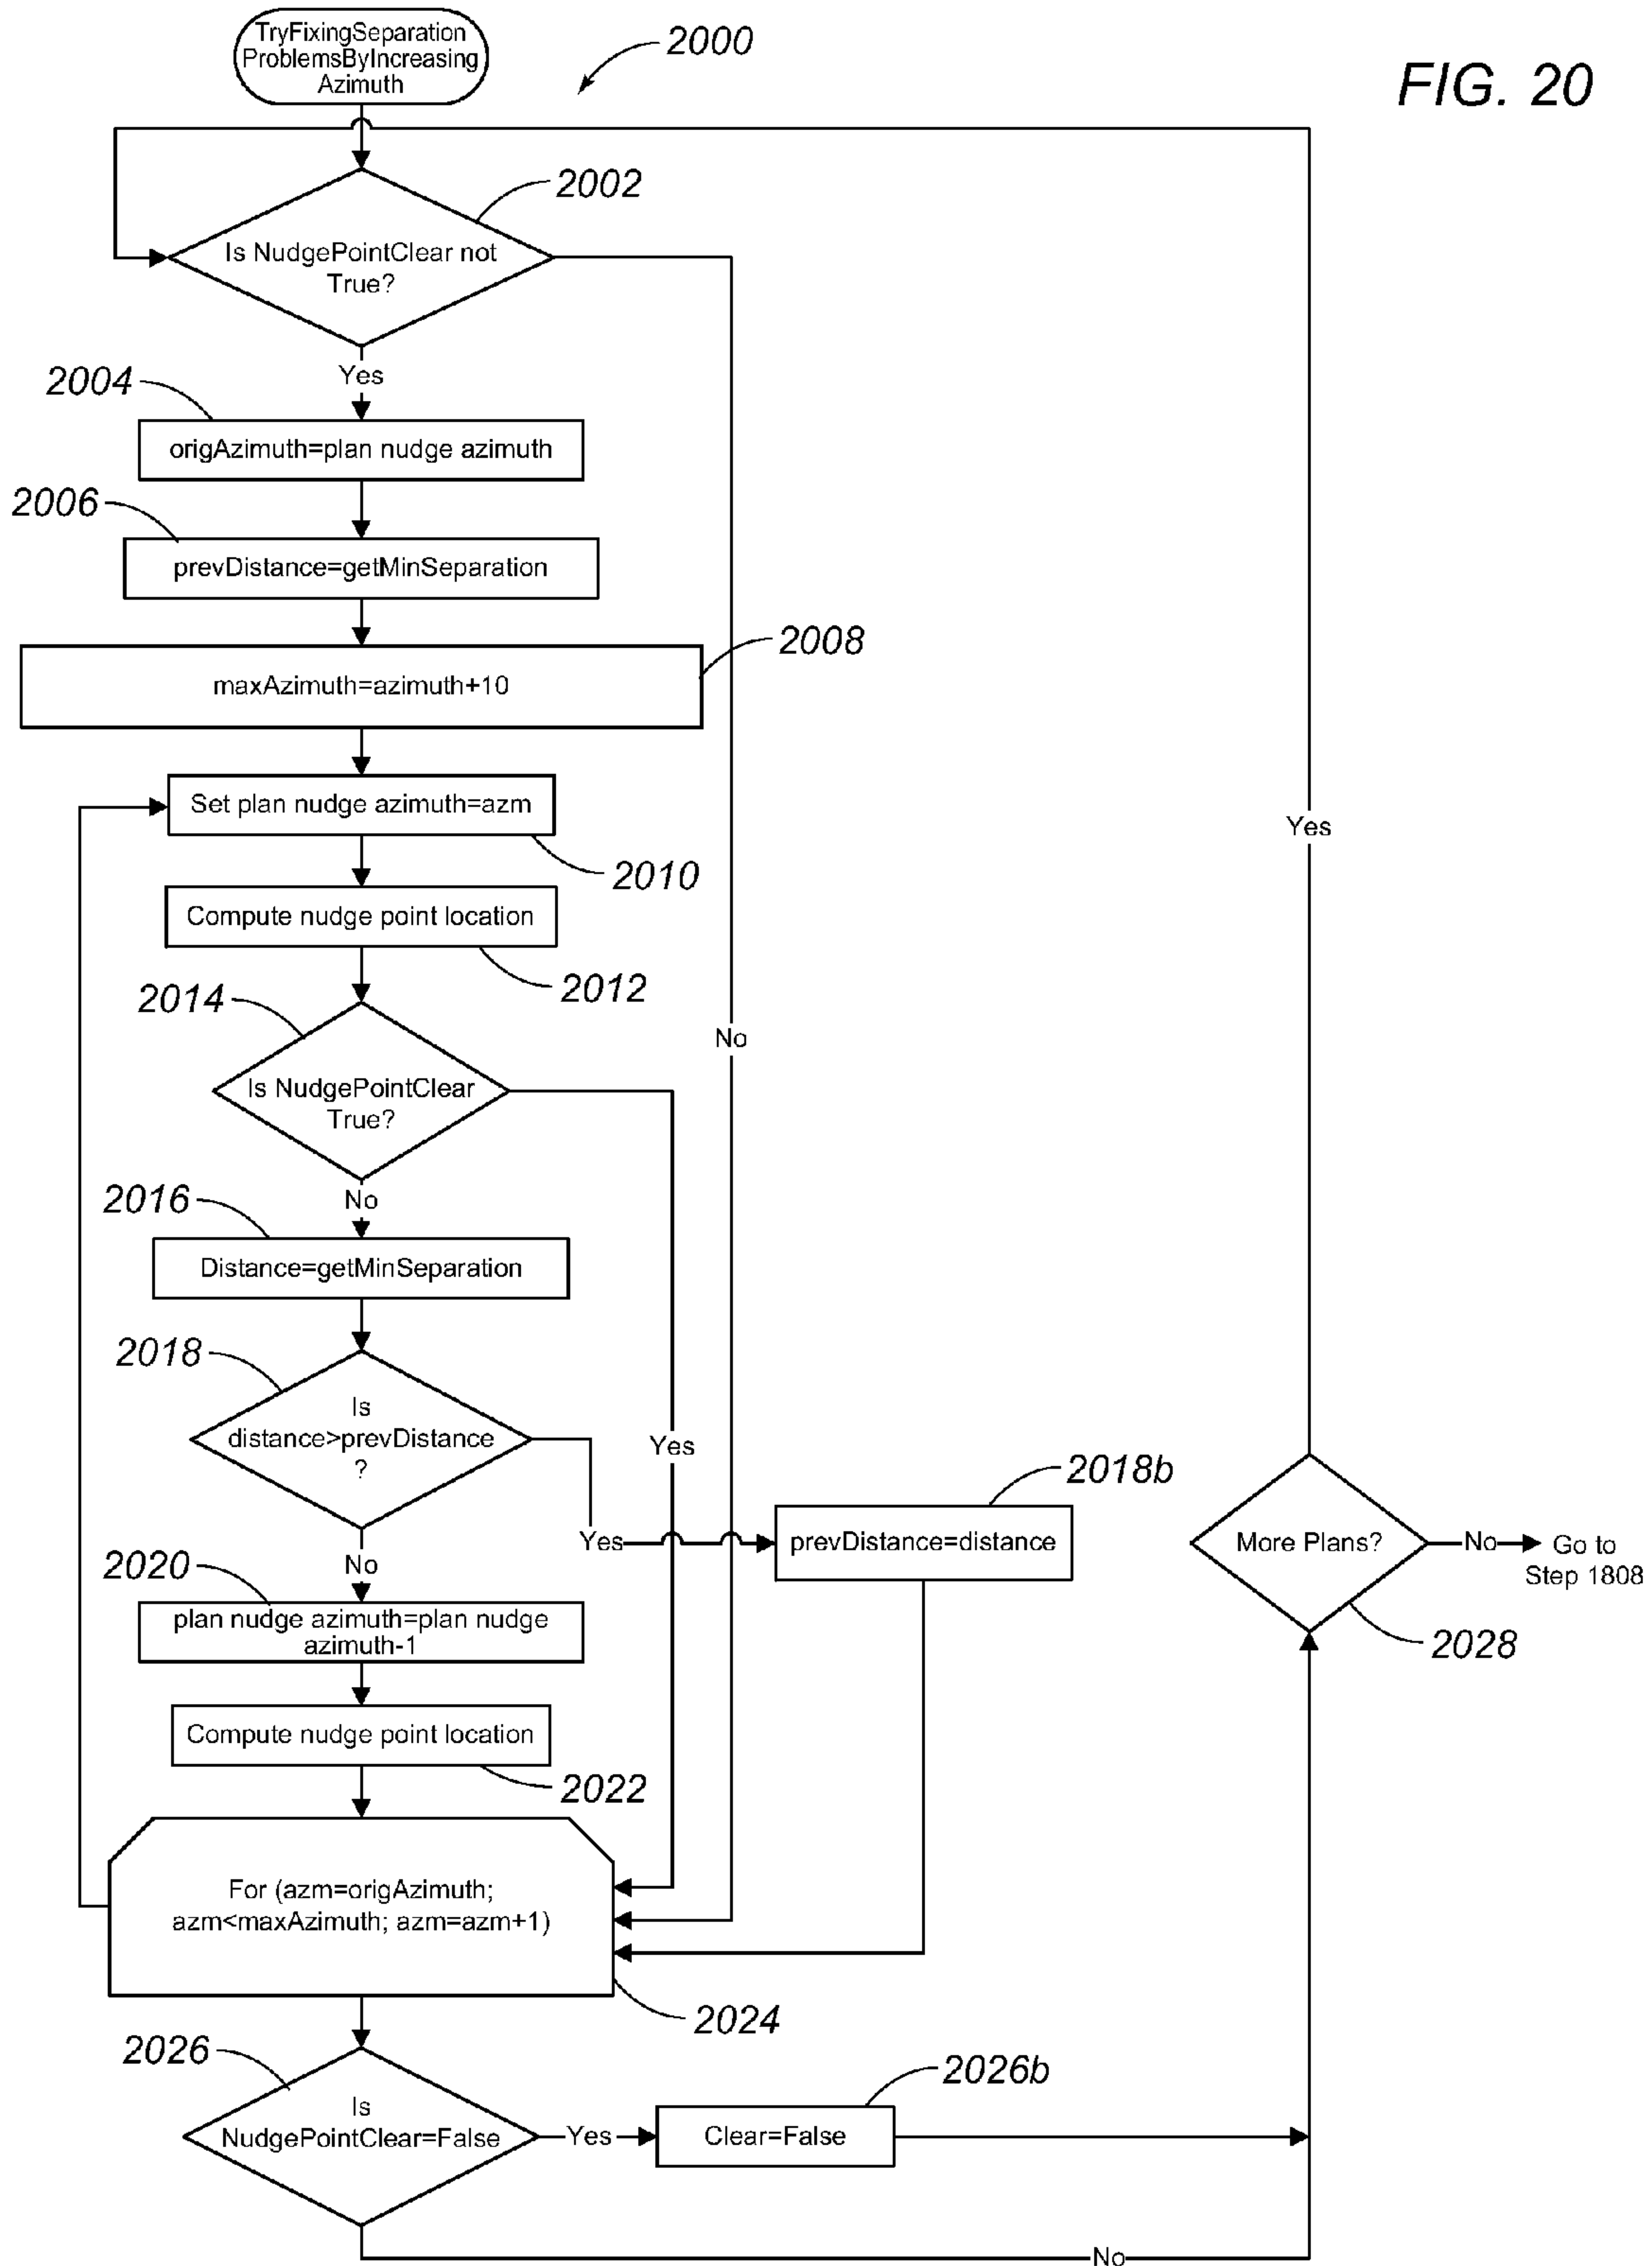 TryFixingSeparation
ProblemsByIncreasing
Azimuth
2000
FIG. 20
2002
Is NudgePointClear not
True?
Yes
2004
origAzimuth=plan nudge azimuth
2006
prevDistance=getMinSeparation
2008
maxAzimuth=azimuth+10
Set plan nudge azimuth=azm
Yes
2010
Compute nudge point location
2012
2014
No
Is NudgePointClear
True?
No
2016
Distance=getMinSeparation
2018
Is
distance>prevDistance
?
Yes
2018b
Yes
prevDistance=distance
More Plans?
No
Go to
Step 1808
No
2020
plan nudge azimuth=plan nudge
azimuth-1
2028
Compute nudge point location
2022
For (azm=origAzimuth;
azm<maxAzimuth; azm=azm+1)
2024
2026
2026b
Is
NudgePointClear=False
Yes
Clear=False
No